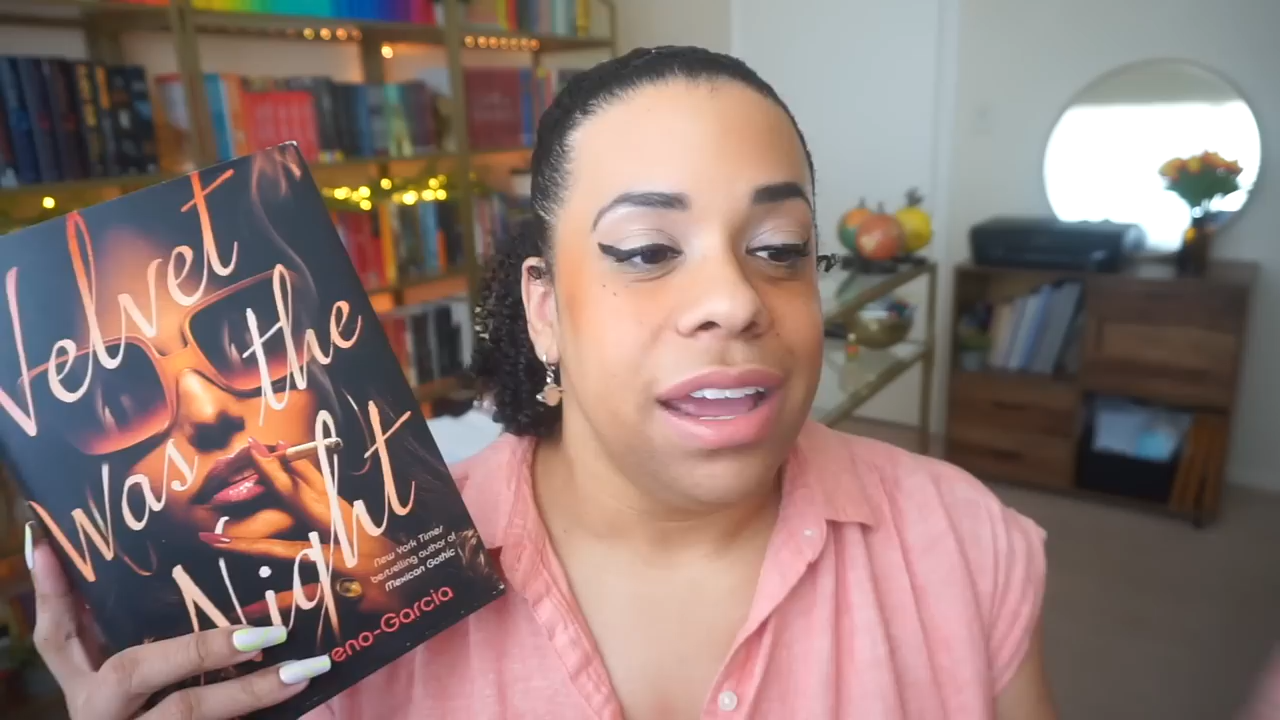 Velvet
Was the
Night
New York Times
bestselling author of
Mexican Gothic
eno-Garcia